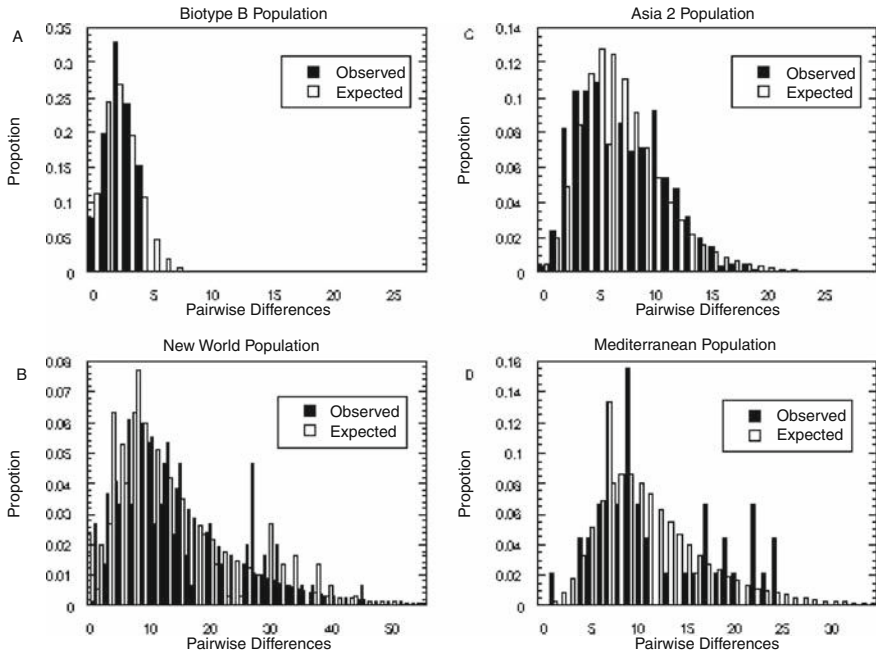 A
Biotype B Population
0.35
0.3
0.25
0.2
0.15
0.1
0.05
0
Propotion
Observed
Expected
0 5 10 15 20 25
Pairwise Differences
C
Asia 2 Population
0.14
0.12
0.1
0.08
0.06
0.04
0.02
0
Propotion
Observed
Expected
0 5 10 15 20 25
Pairwise Differences
B
New World Population
0.08
0.07
0.06
0.05
0.04
0.03
0.02
0.01
0
Propotion
Observed
Expected
0 10 20 30 40 50
Pairwise Differences
D
Mediterranean Population
0.16
0.14
0.12
0.1
0.08
0.06
0.04
0.02
0
Propotion
Observed
Expected
0 5 10 15 20 25 30
Pairwise Differences